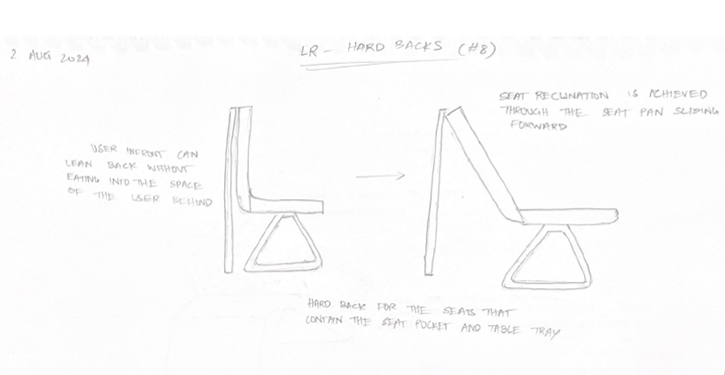 2 AUG 2024
LR - HARD BACKS (#8)
SEAT RECLINATION IS ACHIEVED
THROUGH THE SEAT PAN SLIDING
FORWARD
USER INFRONT CAN
LEAN BACK WITHOUT
EATING INTO THE SPACE
OF THE USER BEHIND
HARD BACK FOR THE SEATS THAT
CONTAIN THE SEAT POCKET AND TABLE TRAY